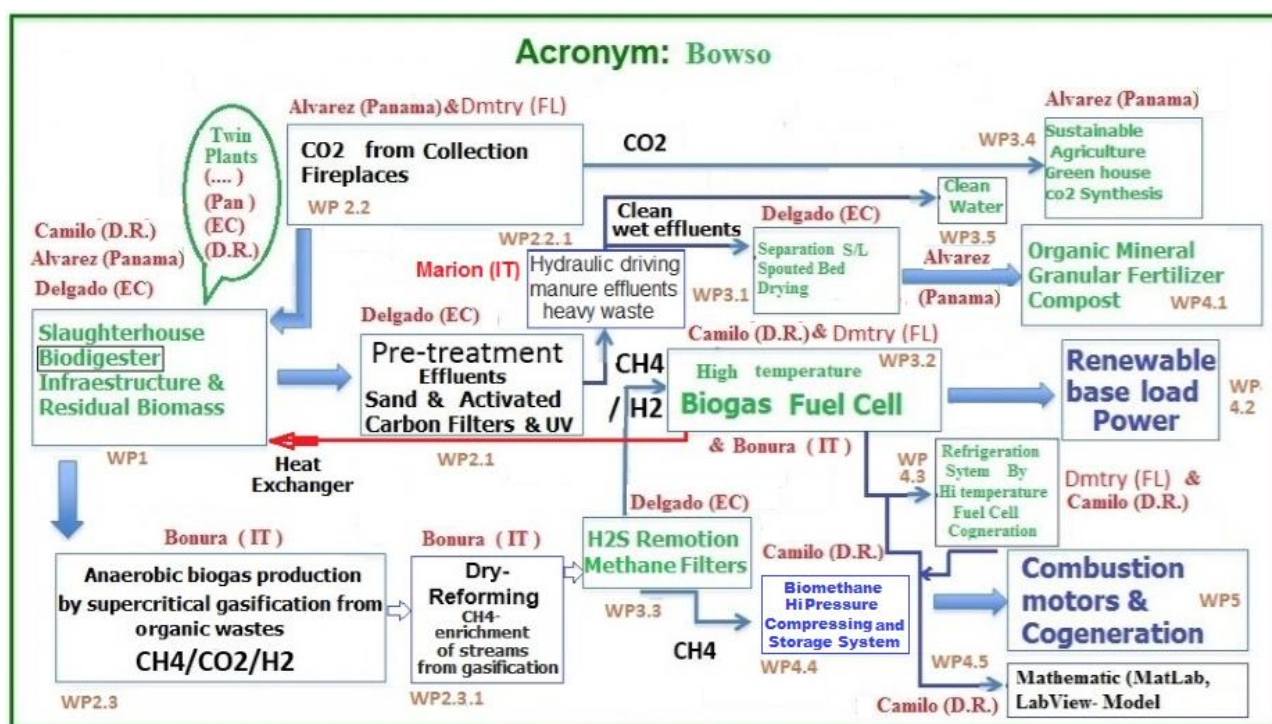 Acronym: Bowso
Alvarez (Panama) & Dmtry (FL)
CO2 from Collection
Fireplaces
WP 2.2
CO2
WP3.4
Alvarez (Panama)
Sustainable
Agriculture
Green house
co2 Synthesis
Twin
Plants
(.... )
(Pan )
(EC)
(D.R.)
Camilo (D.R.)
Alvarez (Panama)
Delgado (EC)
WP2.2.1
Clean
wet effluents
Clean
Water
WP3.5
Marion (IT)
Hydraulic driving
manure effluents
heavy waste
WP3.1
Delgado (EC)
Separation S/L
Spouted Bed
Drying
Alvarez
(Panama)
Organic Mineral
Granular Fertilizer
Compost
WP4.1
Slaughterhouse
Biodigester
Infraestructure &
Residual Biomass
WP1
Delgado (EC)
Pre-treatment
Effluents
Sand & Activated
Carbon Filters & UV
WP2.1
Heat
Exchanger
CH4
/ H2
Camilo (D.R.) & Dmtry (FL)
WP3.2
High temperature
Biogas Fuel Cell
& Bonura ( IT )
Renewable
base load
Power
WP
4.2
WP
4.3
Refrigeration
Sytem By
Hi temperature
Fuel Cell
Cogneration
Dmtry (FL) &
Camilo (D.R.)
Bonura ( IT )
Anaerobic biogas production
by supercritical gasification from
organic wastes
CH4/CO2/H2
WP2.3
Bonura ( IT )
Dry-
Reforming
CH4-
enrichment
of streams
from gasification
WP2.3.1
Delgado (EC)
H2S Remotion
Methane Filters
WP3.3
CH4
Camilo (D.R.)
Biomethane
Hi Pressure
Compressing and
Storage System
WP4.4
Combustion
motors &
Cogeneration
WP5
WP4.5
Camilo (D.R.)
Mathematic (MatLab,
LabView- Model